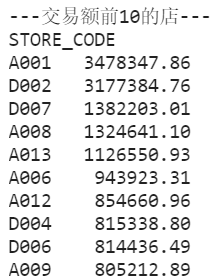 ---交易额前10的店---
STORE_CODE
A001 3478347.86
D002 3177384.76
D007 1382203.01
A008 1324641.10
A013 1126550.93
A006 943923.31
A012 854660.96
D004 815338.80
D006 814436.49
A009 805212.89